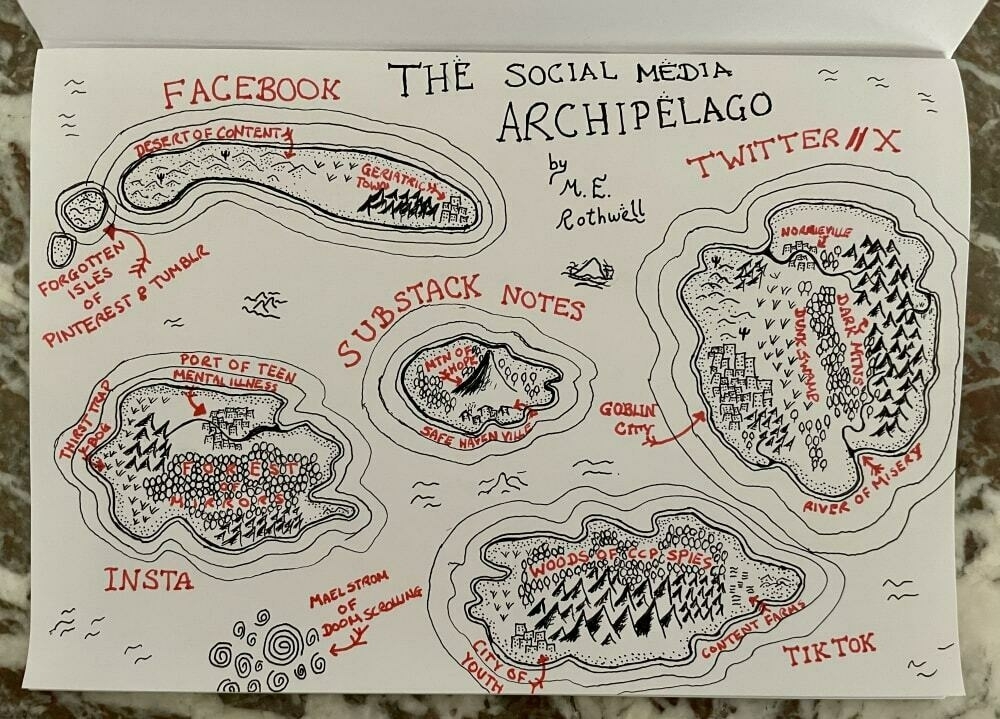 THE SOCIAL MEDIA
ARCHIPELAGO
by
M. E.
Rothwell
FACEBOOK
DESERT OF CONTENT
GERIATRIC
TOWN
FORGOTTEN
ISLES
OF
PINTEREST & TUMBLR
TWITTER // X
NORMIEVILLE
DARK MTNS
DUNK SWAMP
GOBLIN
CITY
RIVER OF MISERY
SUBSTACK NOTES
MTN OF
HOPE
SAFE HAVEN VILLE
PORT OF TEEN
MENTAL ILLNESS
THIRST TRAP
BOG
FOREST
OF
MIRRORS
INSTA
MAELSTROM
OF
DOOMSCROLLING
WOODS OF CCP SPIES
CONTENT FARMS
CITY OF
YOUTH
TIKTOK